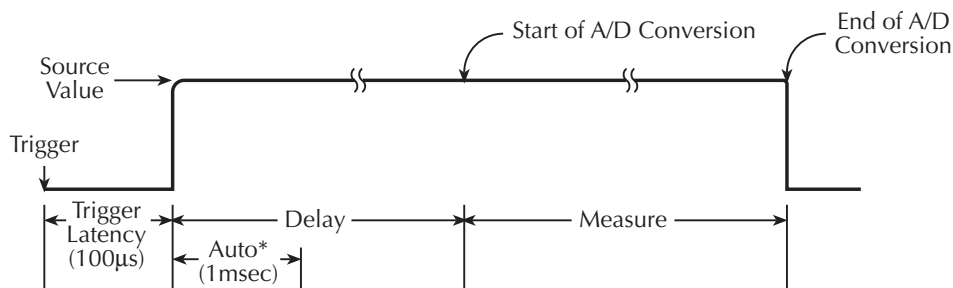 Start of A/D Conversion
End of A/D
Conversion
Source
Value
Trigger
Trigger
Latency
(100µs)
Delay
Measure
Auto*
(1msec)